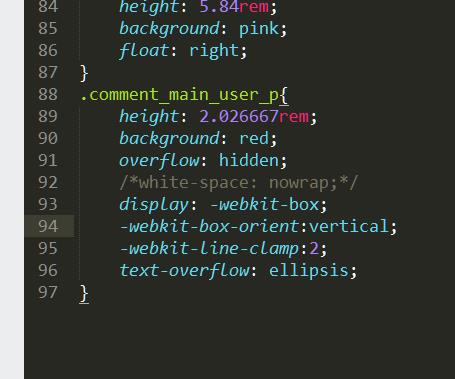 84 height: 5.84rem;
85 background: pink;
86 float: right;
87 }
88 .comment_main_user_p{
89 height: 2.026667rem;
90 background: red;
91 overflow: hidden;
92 /*white-space: nowrap;*/
93 display: -webkit-box;
94 -webkit-box-orient:vertical;
95 -webkit-line-clamp:2;
96 text-overflow: ellipsis;
97 }